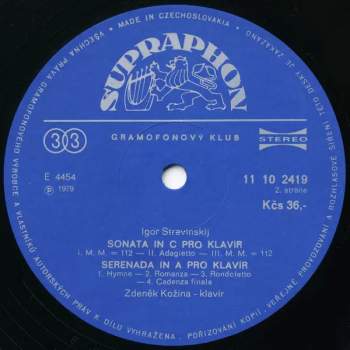 VŠECHNA PRÁVA GRAMOFONOVÉHO VÝROBCE A VLASTNÍKŮ AUTORSKÝCH PRÁV K DÍLU VYHRAŽENA. POŘIZOVÁNÍ KOPIÍ, VEŘEJNÉ PROVOZOVÁNÍ A ROZHLASOVÉ ŠÍŘENÍ TÉTO DESKY JE ZAKÁZÁNO
• MADE IN CZECHOSLOVAKIA •
SUPRAPHON
33
GRAMOFONOVÝ KLUB
STEREO
E 4454
11 10 2419
Ⓟ 1979
2. strana
Kčs 36,-
Igor Stravinskij
SONATA IN C PRO KLAVÍR
I. M. M. = 112 — II. Adagietto — III. M. M. = 112
SERENADA IN A PRO KLAVÍR
1. Hymne — 2. Romanza — 3. Rondoletto —
— 4. Cadenza finale
Zdeněk Kožina - klavír